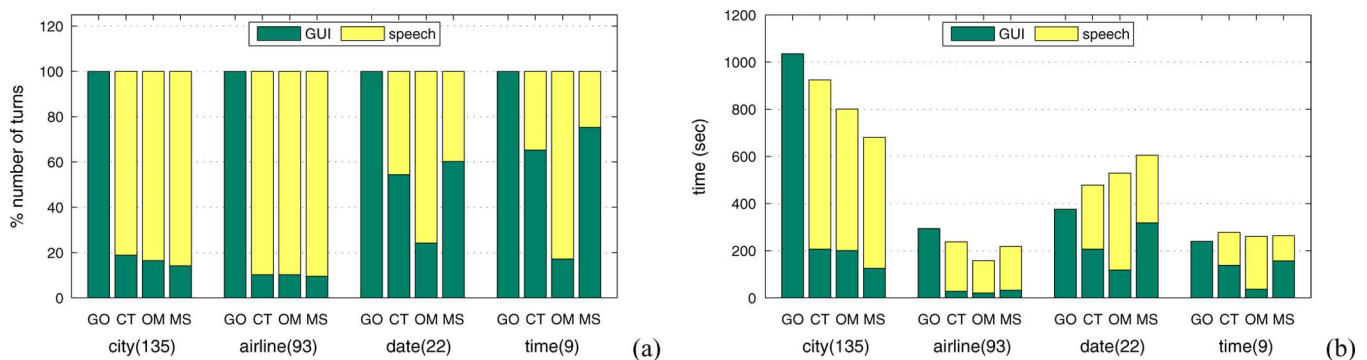 GUI speech
120
100
80
60
40
20
0
% number of turns
GO CT OM MS GO CT OM MS GO CT OM MS GO CT OM MS
city(135) airline(93) date(22) time(9)
(a)
GUI speech
1200
1000
800
600
400
200
0
time (sec)
GO CT OM MS GO CT OM MS GO CT OM MS GO CT OM MS
city(135) airline(93) date(22) time(9)
(b)